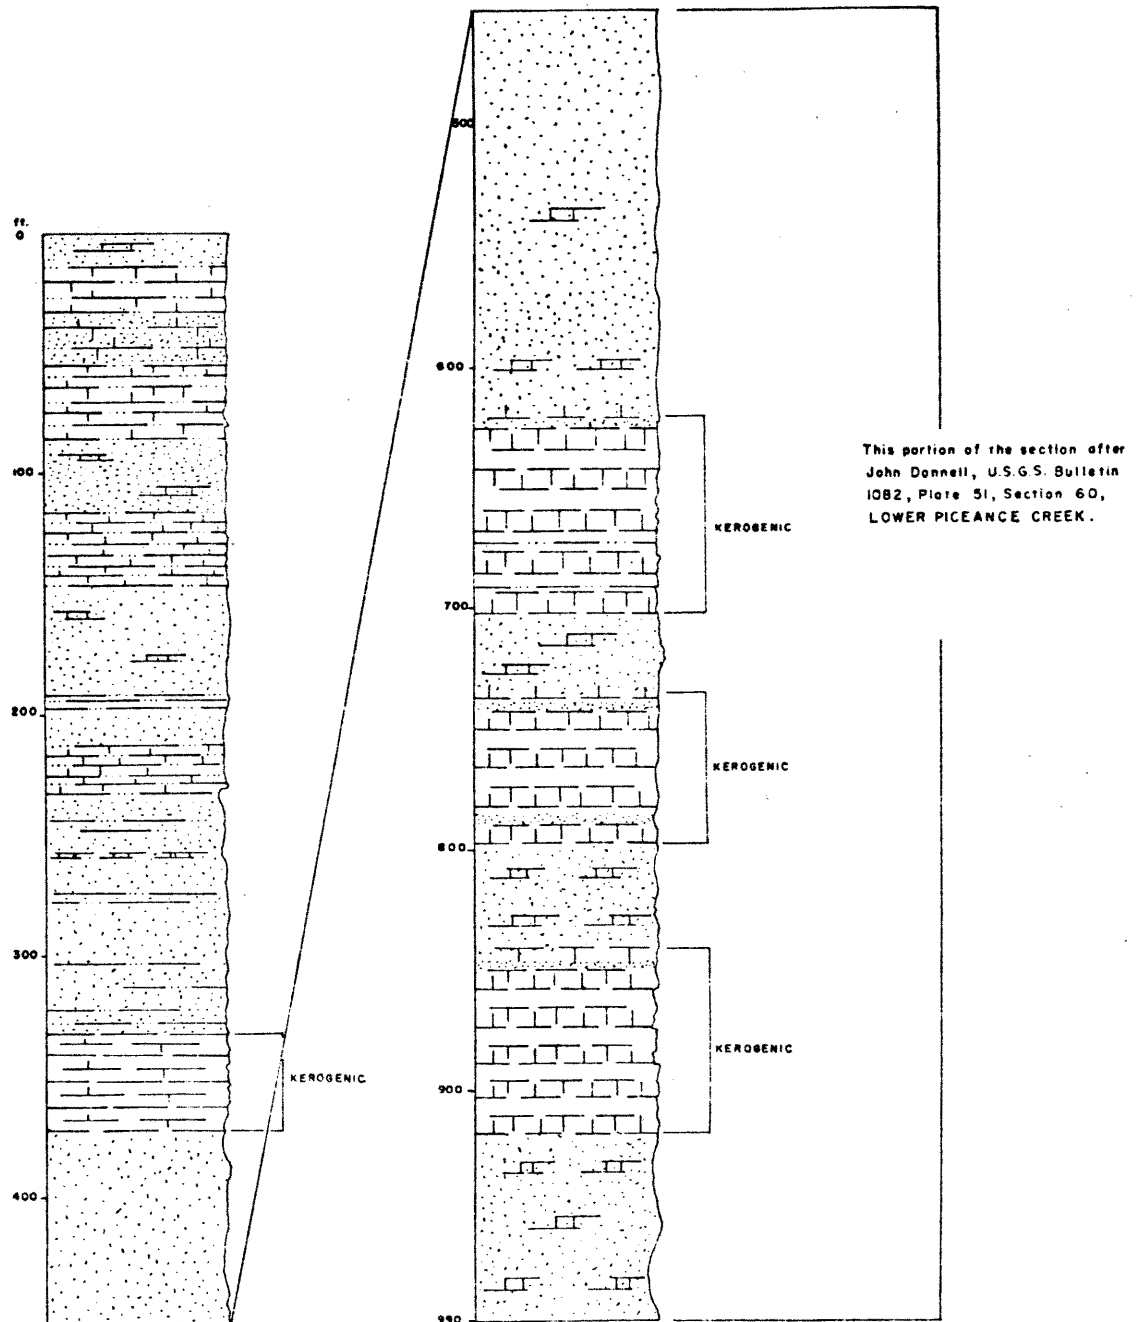 ft.
0
100
200
300
400
KEROGENIC
500
600
700
800
900
990
KEROGENIC
KEROGENIC
KEROGENIC
This portion of the section after
John Donnell, U.S.G.S. Bulletin
1082, Plate 51, Section 60,
LOWER PICEANCE CREEK.